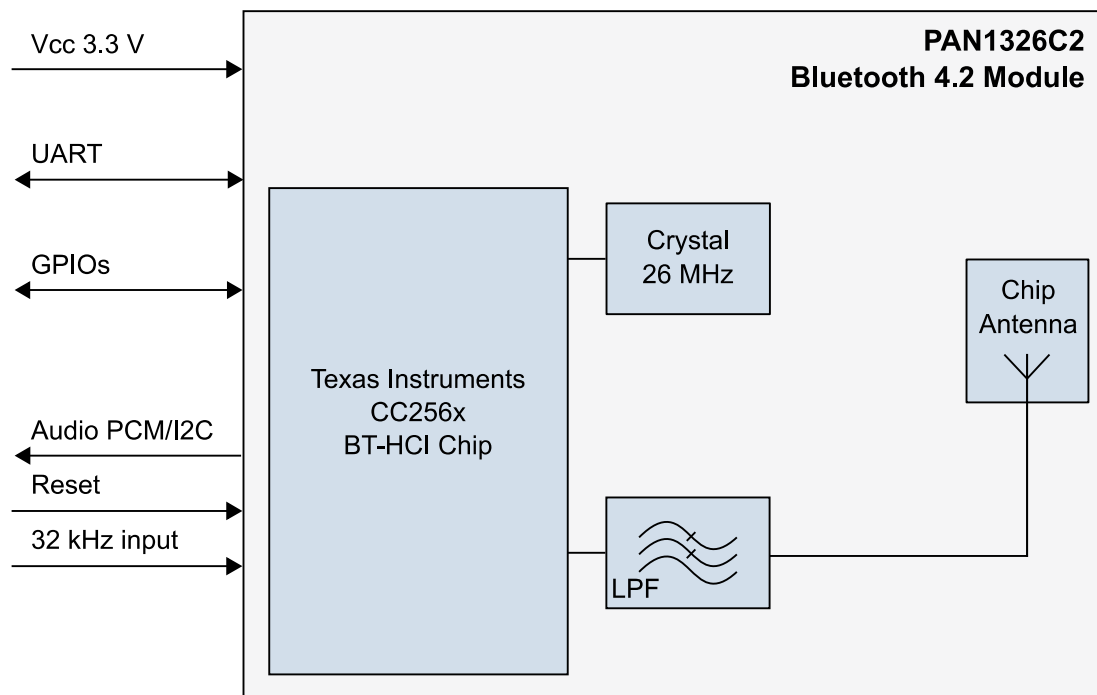 Vcc 3.3 V
PAN1326C2
Bluetooth 4.2 Module
UART
GPIOs
Crystal
26 MHz
Chip
Antenna
Texas Instruments
CC256x
BT-HCI Chip
Audio PCM/I2C
Reset
32 kHz input
LPF